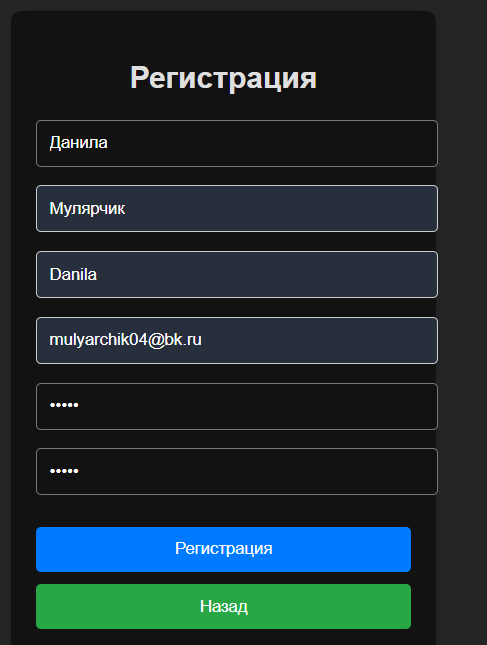 Регистрация
Данила
Мулярчик
Danila
mulyarchik04@bk.ru
•••••
•••••
Регистрация
Назад